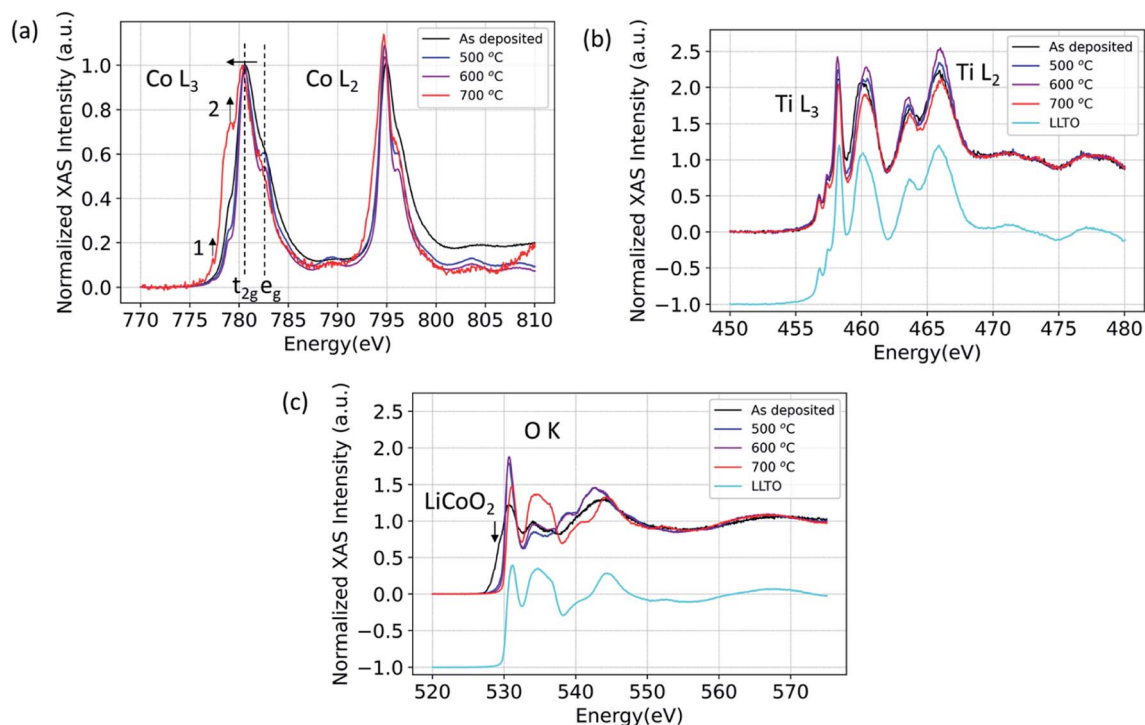 (a)
Normalized XAS Intensity (a.u.)
1.0
0.8
0.6
0.4
0.2
0.0
Co L₃
Co L₂
2
1
t₂g
eg
As deposited
500 °C
600 °C
700 °C
770 775 780 785 790 795 800 805 810
Energy(eV)
(b)
Normalized XAS Intensity (a.u.)
2.5
2.0
1.5
1.0
0.5
0.0
−0.5
−1.0
Ti L₃
Ti L₂
As deposited
500 °C
600 °C
700 °C
LLTO
450 455 460 465 470 475 480
Energy(eV)
(c)
Normalized XAS Intensity (a.u.)
2.5
2.0
1.5
1.0
0.5
0.0
−0.5
−1.0
O K
LiCoO₂
As deposited
500 °C
600 °C
700 °C
LLTO
520 530 540 550 560 570
Energy(eV)